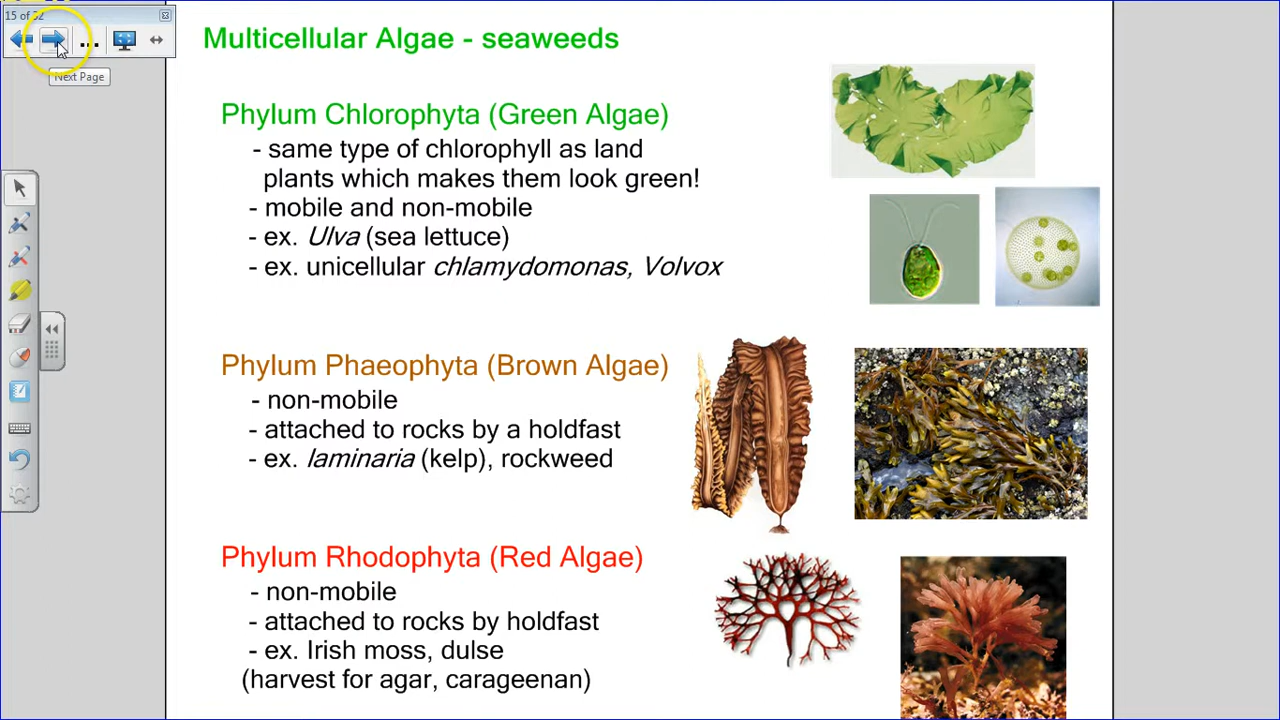 15 of 32
Next Page
Multicellular Algae - seaweeds
Phylum Chlorophyta (Green Algae)
- same type of chlorophyll as land
plants which makes them look green!
- mobile and non-mobile
- ex. Ulva (sea lettuce)
- ex. unicellular chlamydomonas, Volvox
Phylum Phaeophyta (Brown Algae)
- non-mobile
- attached to rocks by a holdfast
- ex. laminaria (kelp), rockweed
Phylum Rhodophyta (Red Algae)
- non-mobile
- attached to rocks by holdfast
- ex. Irish moss, dulse
(harvest for agar, carageenan)